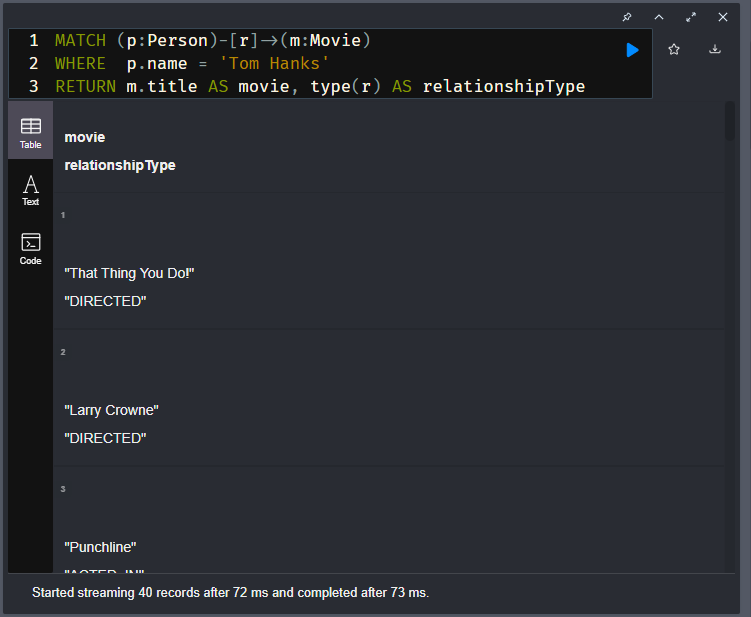 1 MATCH (p:Person)-[r]->(m:Movie)
2 WHERE p.name = 'Tom Hanks'
3 RETURN m.title AS movie, type(r) AS relationshipType
Table
Text
Code
movie
relationshipType
1
"That Thing You Do!"
"DIRECTED"
2
"Larry Crowne"
"DIRECTED"
3
"Punchline"
"ACTED_IN"
Started streaming 40 records after 72 ms and completed after 73 ms.